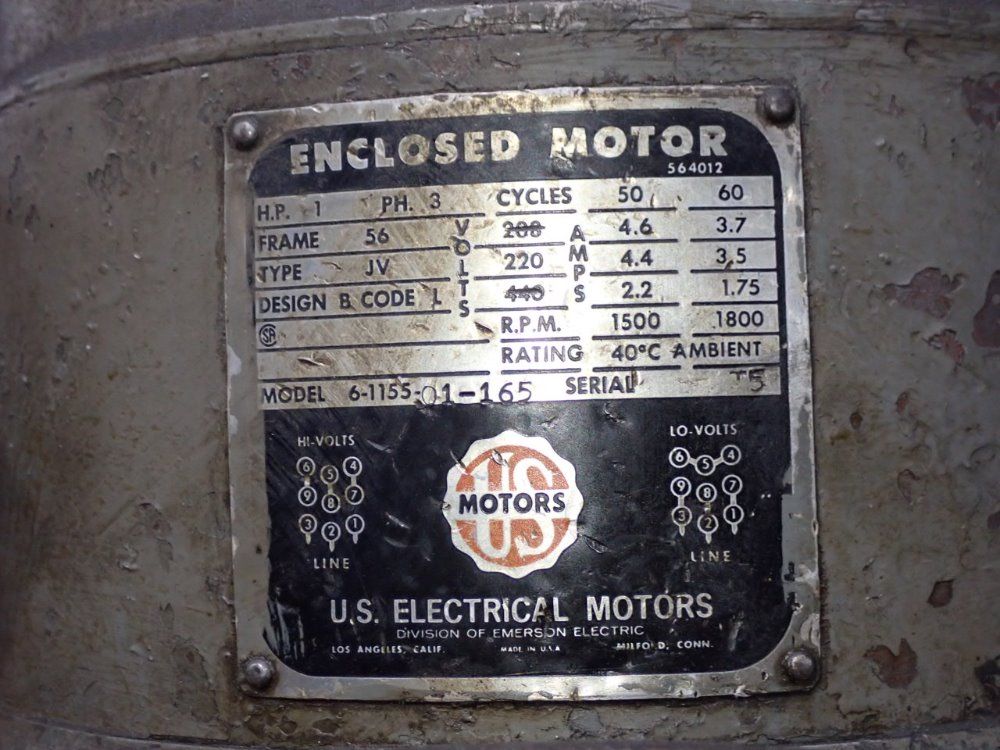 ENCLOSED MOTOR
564012
H.P. 1 PH. 3 CYCLES 50 60
FRAME 56 VOLTS 208 AMPS 4.6 3.7
TYPE JV 220 4.4 3.5
DESIGN B CODE L 440 2.2 1.75
SA R.P.M. 1500 1800
RATING 40°C AMBIENT
MODEL 6-1155-01-165 SERIAL T5
HI-VOLTS LO-VOLTS
6 5 4 6 5 4
9 8 7 9 8 7
3 2 1 3 2 1
LINE LINE
US
MOTORS
U.S. ELECTRICAL MOTORS
DIVISION OF EMERSON ELECTRIC
LOS ANGELES, CALIF. MADE IN U.S.A. MILFORD, CONN.